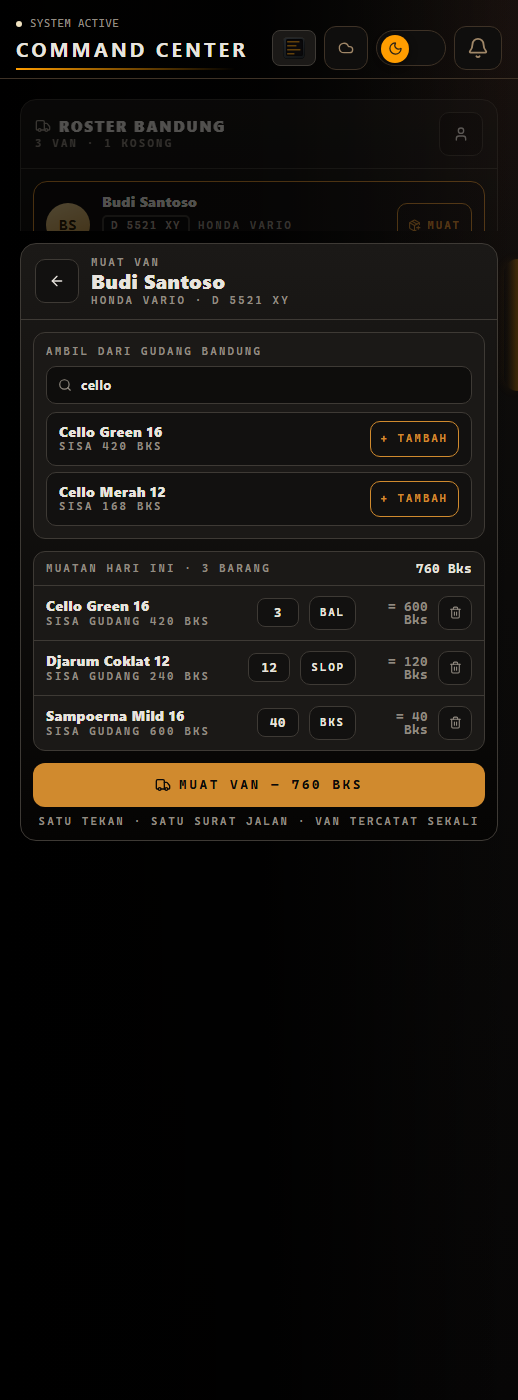 SYSTEM ACTIVE
COMMAND CENTER
ROSTER BANDUNG
3 VAN · 1 KOSONG
Budi Santoso
BS
D 5521 XY HONDA VARIO
MUAT
MUAT VAN
Budi Santoso
HONDA VARIO · D 5521 XY
AMBIL DARI GUDANG BANDUNG
cello
Cello Green 16
SISA 420 BKS
+ TAMBAH
Cello Merah 12
SISA 168 BKS
+ TAMBAH
MUATAN HARI INI · 3 BARANG
760 Bks
Cello Green 16
SISA GUDANG 420 BKS
3 BAL
= 600 Bks
Djarum Coklat 12
SISA GUDANG 240 BKS
12 SLOP
= 120 Bks
Sampoerna Mild 16
SISA GUDANG 600 BKS
40 BKS
= 40 Bks
MUAT VAN — 760 BKS
SATU TEKAN · SATU SURAT JALAN · VAN TERCATAT SEKALI